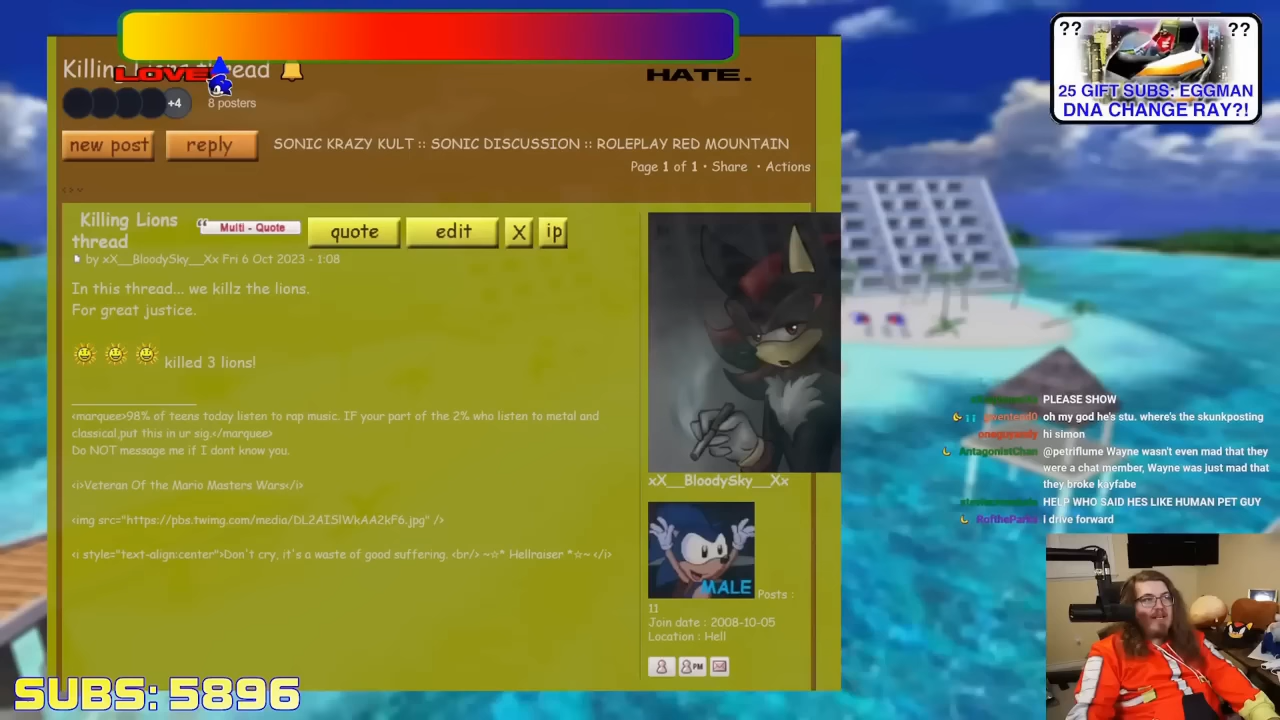 Killing Lions thread
LOVE
HATE.
+4
8 posters
new post
reply
SONIC KRAZY KULT :: SONIC DISCUSSION :: ROLEPLAY RED MOUNTAIN
Page 1 of 1 • Share • Actions
Killing Lions thread
Multi - Quote
quote
edit
X
ip
by xX__BloodySky__Xx Fri 6 Oct 2023 - 1:08
In this thread... we killz the lions.
For great justice.
killed 3 lions!
<marquee>98% of teens today listen to rap music. IF your part of the 2% who listen to metal and
classical,put this in ur sig.</marquee>
Do NOT message me if I dont know you.
<i>Veteran Of the Mario Masters Wars</i>
<img src="https://pbs.twimg.com/media/DL2AISlWkAA2kF6.jpg" />
<i style="text-align:center">Don't cry, it's a waste of good suffering. <br/> ~☆* Hellraiser *☆~ </i>
xX__BloodySky__Xx
MALE
Posts :
11
Join date : 2008-10-05
Location : Hell
PM
SUBS: 5896
?? ??
25 GIFT SUBS: EGGMAN
DNA CHANGE RAY?!
PLEASE SHOW
oh my god he's stu. where's the skunkposting
hi simon
AntagonistChan @petriflume Wayne wasn't even mad that they
were a chat member, Wayne was just mad that
they broke kayfabe
HELP WHO SAID HES LIKE HUMAN PET GUY
i drive forward